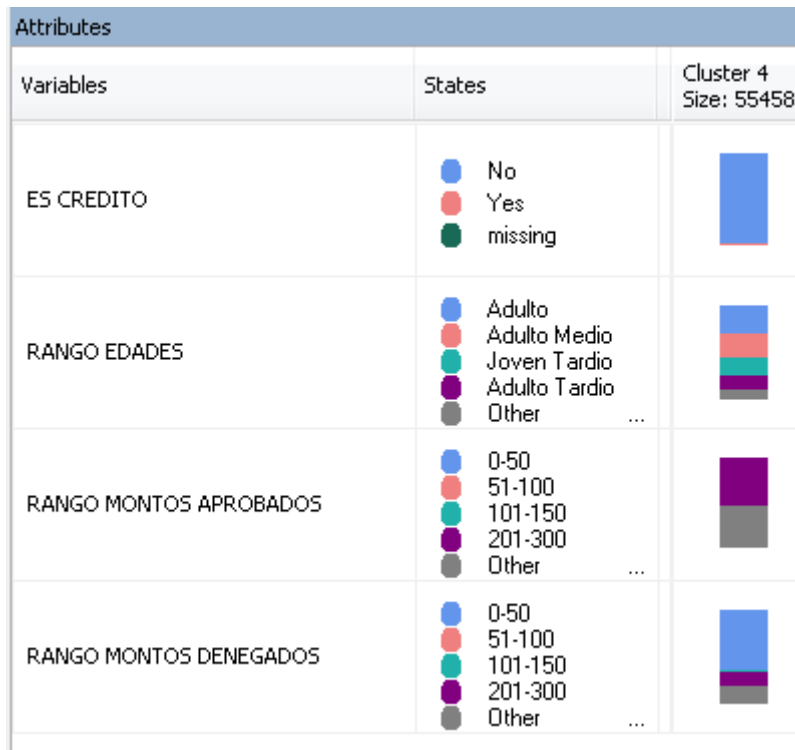 Attributes
Variables
States
Cluster 4
Size: 55458
ES CREDITO
No
Yes
missing
RANGO EDADES
Adulto
Adulto Medio
Joven Tardio
Adulto Tardio
Other ...
RANGO MONTOS APROBADOS
0-50
51-100
101-150
201-300
Other ...
RANGO MONTOS DENEGADOS
0-50
51-100
101-150
201-300
Other ...